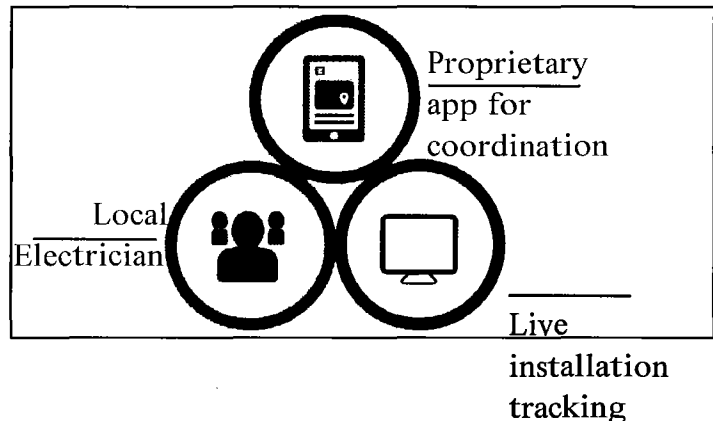 Proprietary
app for
coordination
Local
Electrician
Live
installation
tracking